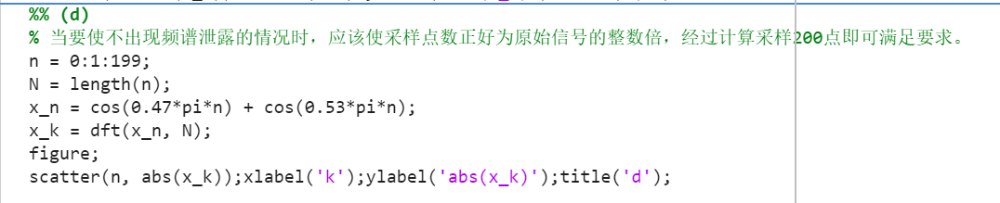 %% (d)
% 当要使不出现频谱泄露的情况时，应该使采样点数正好为原始信号的整数倍，经过计算采样200点即可满足要求。
n = 0:1:199;
N = length(n);
x_n = cos(0.47*pi*n) + cos(0.53*pi*n);
x_k = dft(x_n, N);
figure;
scatter(n, abs(x_k));xlabel('k');ylabel('abs(x_k)');title('d');